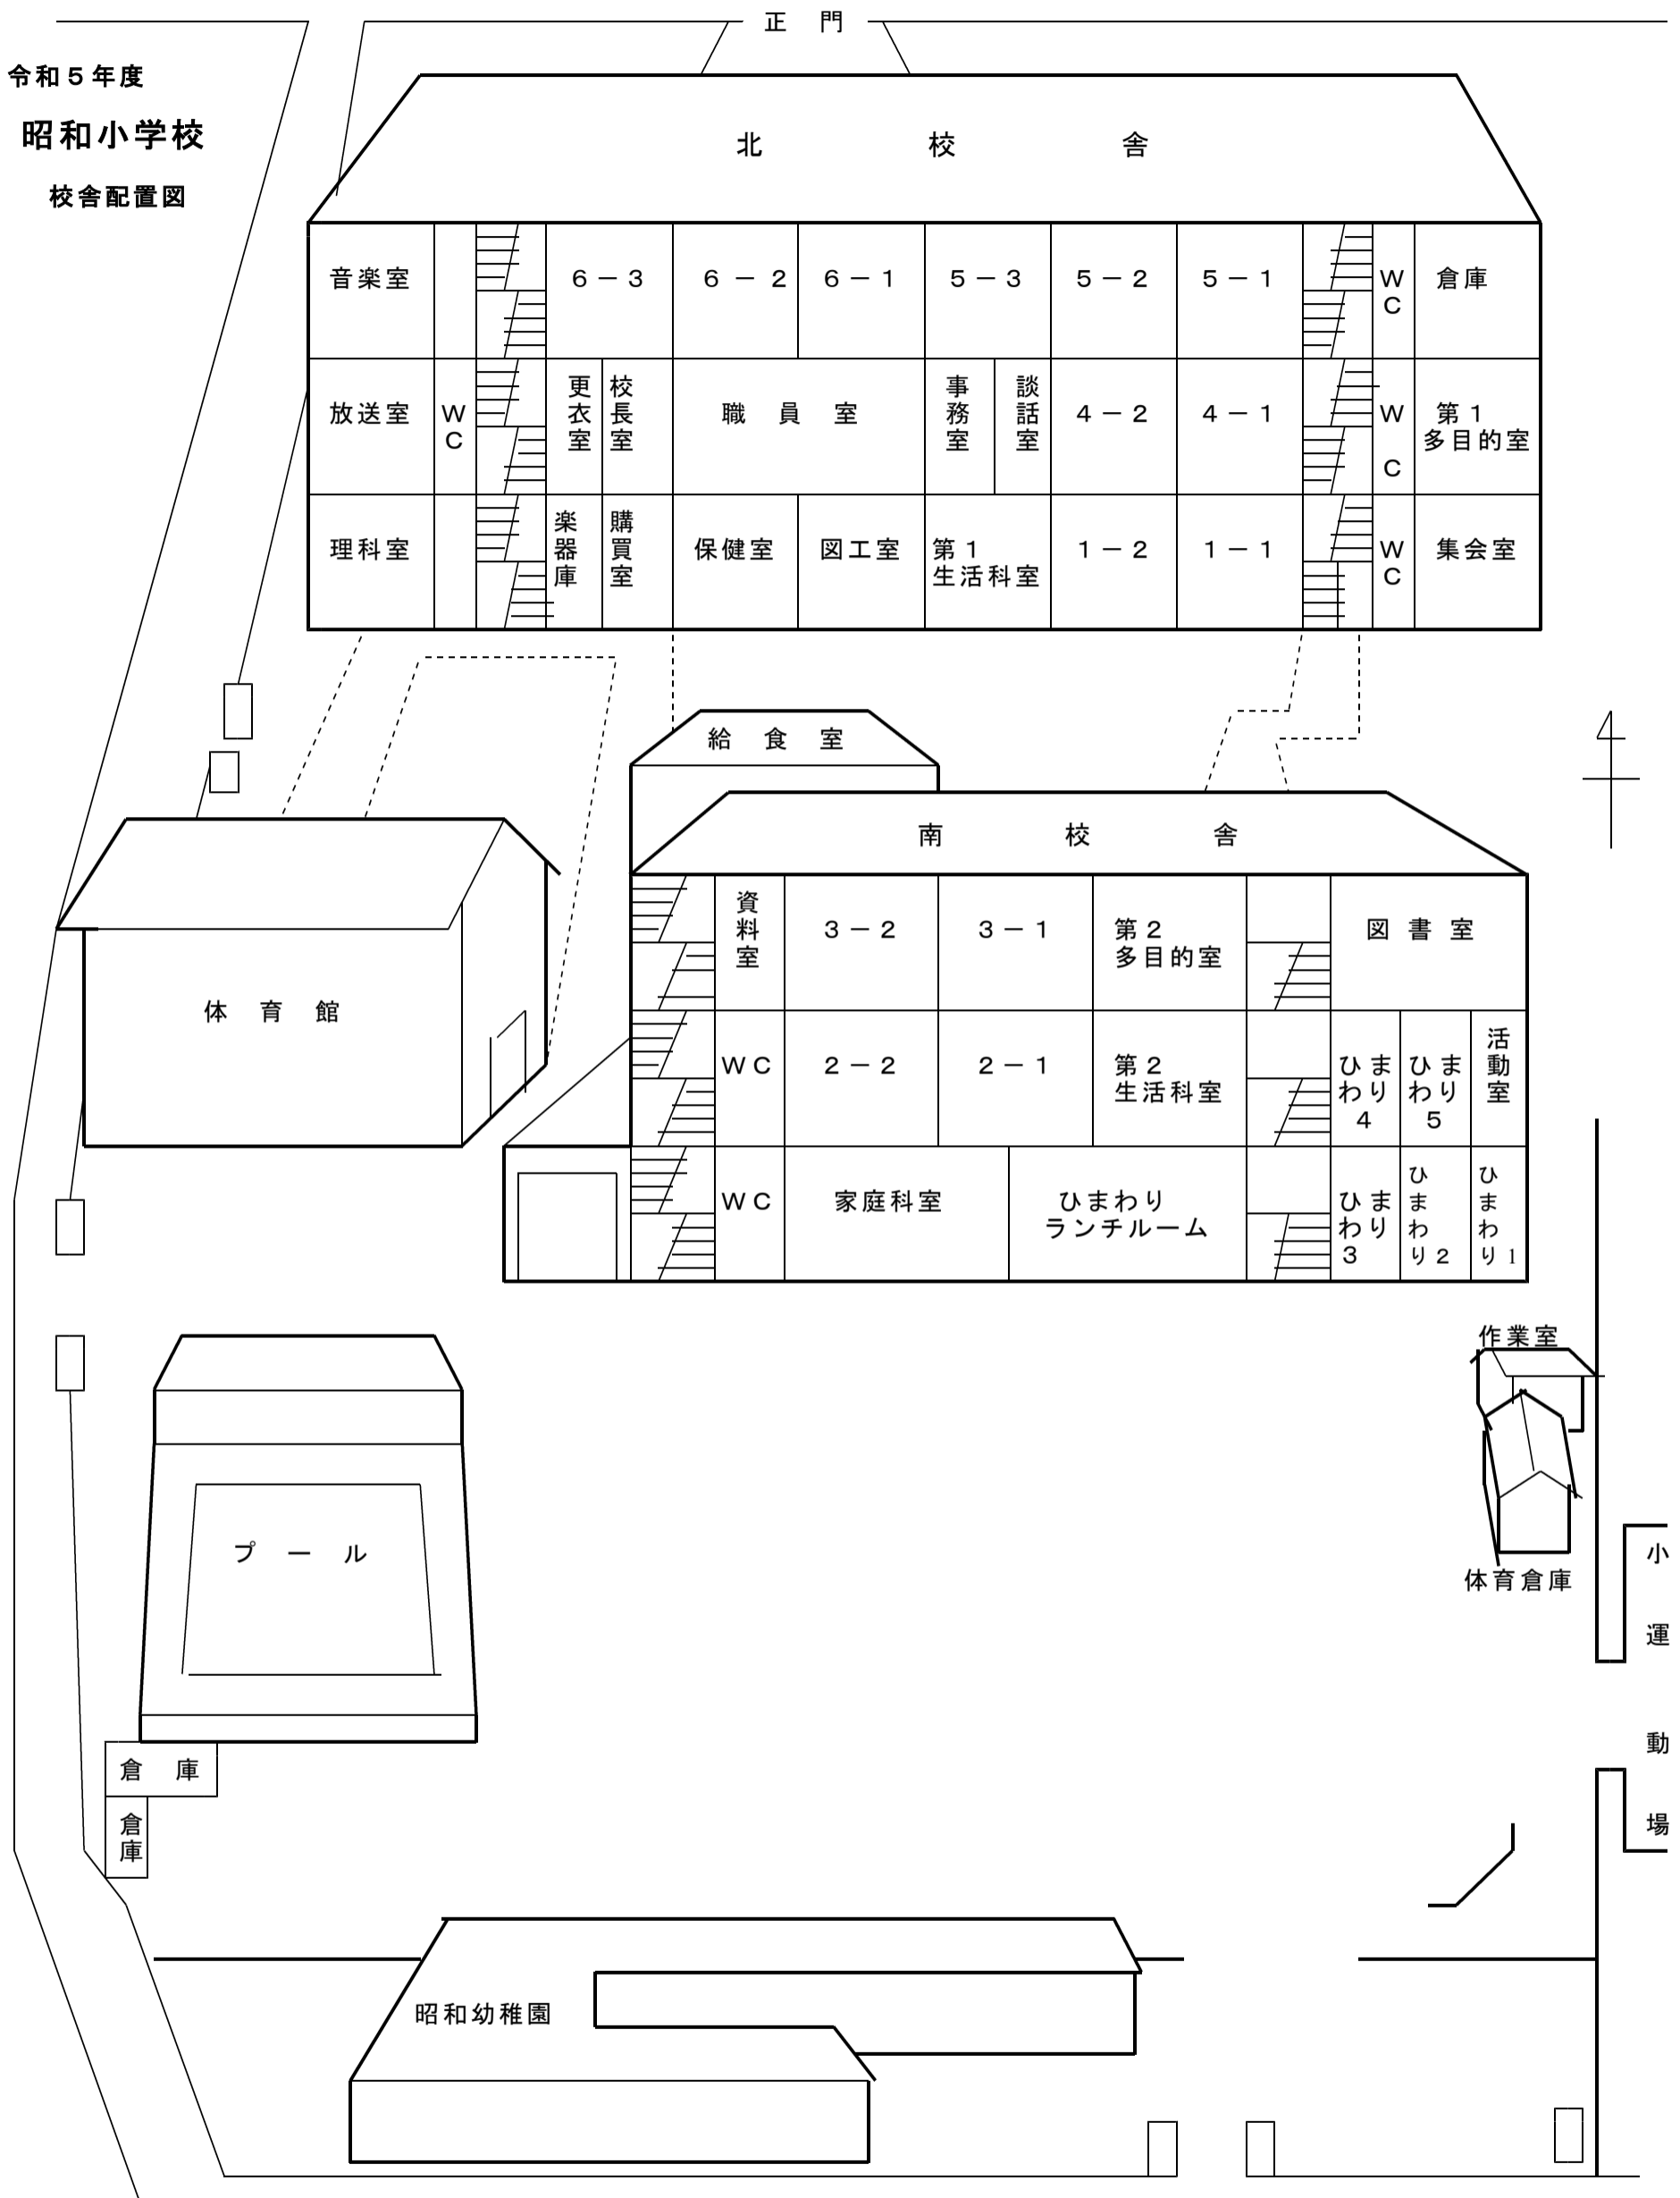 正　門
令和５年度
昭和小学校
校舎配置図
北　校　舎
音楽室
６－３
６－２
６－１
５－３
５－２
５－１
ＷＣ
倉庫
放送室
ＷＣ
更衣室
校長室
職　員　室
事務室
談話室
４－２
４－１
ＷＣ
第１
多目的室
理科室
楽器庫
購買室
保健室
図工室
第１
生活科室
１－２
１－１
ＷＣ
集会室
給　食　室
南　校　舎
資料室
３－２
３－１
第２
多目的室
図　書　室
体　育　館
ＷＣ
２－２
２－１
第２
生活科室
ひま
わり
４
ひま
わり
５
活動室
ＷＣ
家庭科室
ひまわり
ランチルーム
ひま
わり
３
ひまわり２
ひまわり１
作業室
体育倉庫
プ　ー　ル
小　運　動　場
倉　庫
倉庫
昭和幼稚園